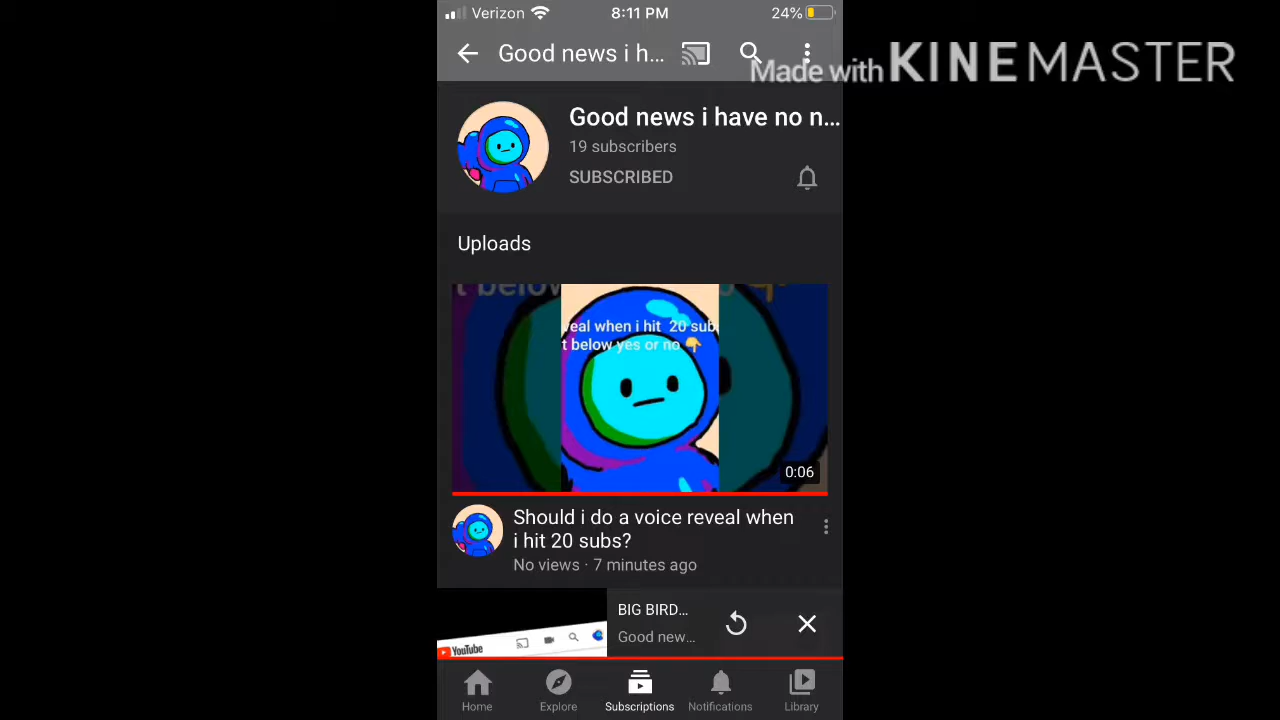 Verizon 8:11 PM 24%
Good news i h...
Made with KINEMASTER
Good news i have no n...
19 subscribers
SUBSCRIBED
Uploads
t below
veal when i hit 20 sub
t below yes or no 👇
0:06
Should i do a voice reveal when
i hit 20 subs?
No views · 7 minutes ago
BIG BIRD...
Good new...
YouTube
Home Explore Subscriptions Notifications Library